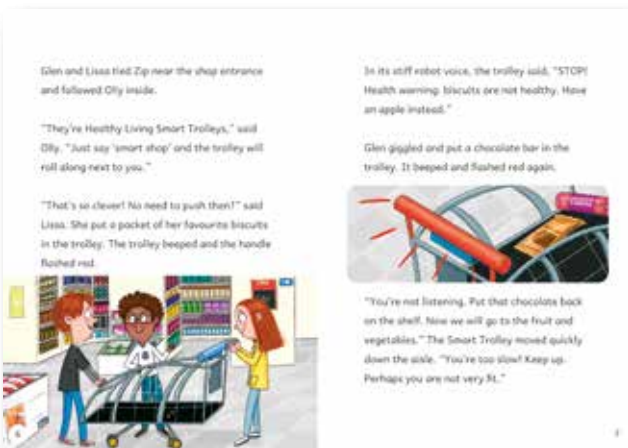 Glen and Lissa tied Zip near the shop entrance
and followed Olly inside.
"They're Healthy Living Smart Trolleys," said
Olly. "Just say 'smart shop' and the trolley will
roll along next to you."
"That's so clever! No need to push then!" said
Lissa. She put a packet of her favourite biscuits
in the trolley. The trolley beeped and the handle
flashed red.
In its stiff robot voice, the trolley said, "STOP!
Health warning: biscuits are not healthy. Have
an apple instead."
Glen giggled and put a chocolate bar in the
trolley. It beeped and flashed red again.
"You're not listening. Put that chocolate back
on the shelf. Now we will go to the fruit and
vegetables." The Smart Trolley moved quickly
down the aisle. "You're too slow! Keep up.
Perhaps you are not very fit."